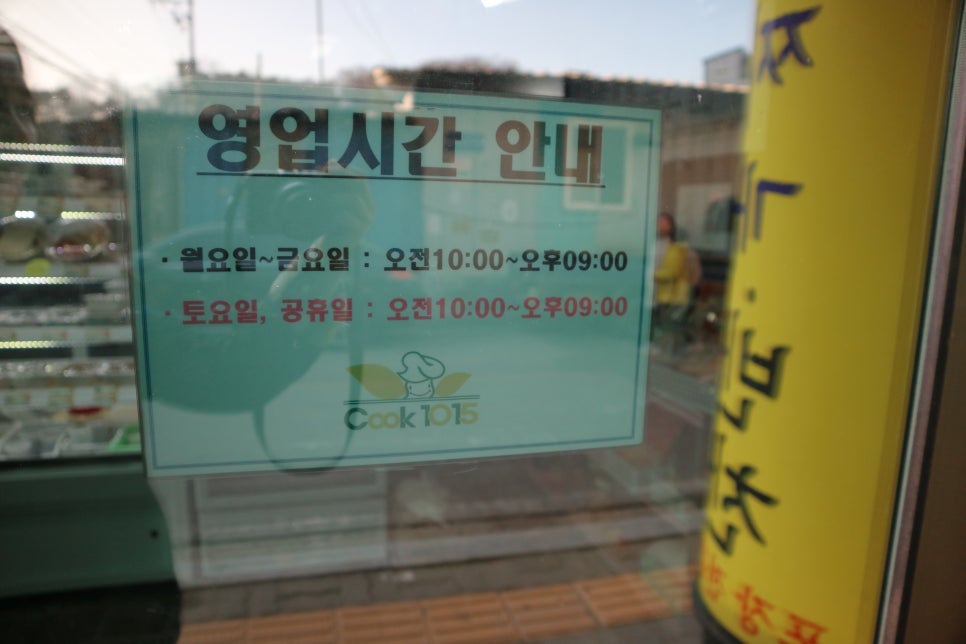 영업시간 안내
· 월요일~금요일 : 오전10:00~오후09:00
· 토요일, 공휴일 : 오전10:00~오후09:00
Cook 1015